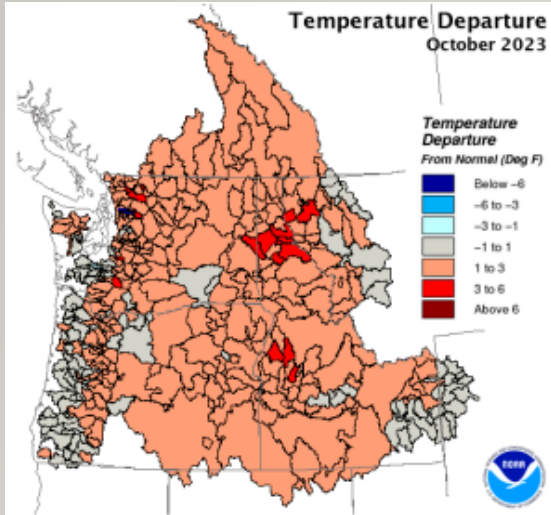 Temperature Departure
October 2023
Temperature
Departure
From Normal (Deg F)
Below -6
-6 to -3
-3 to -1
-1 to 1
1 to 3
3 to 6
Above 6
NOAA